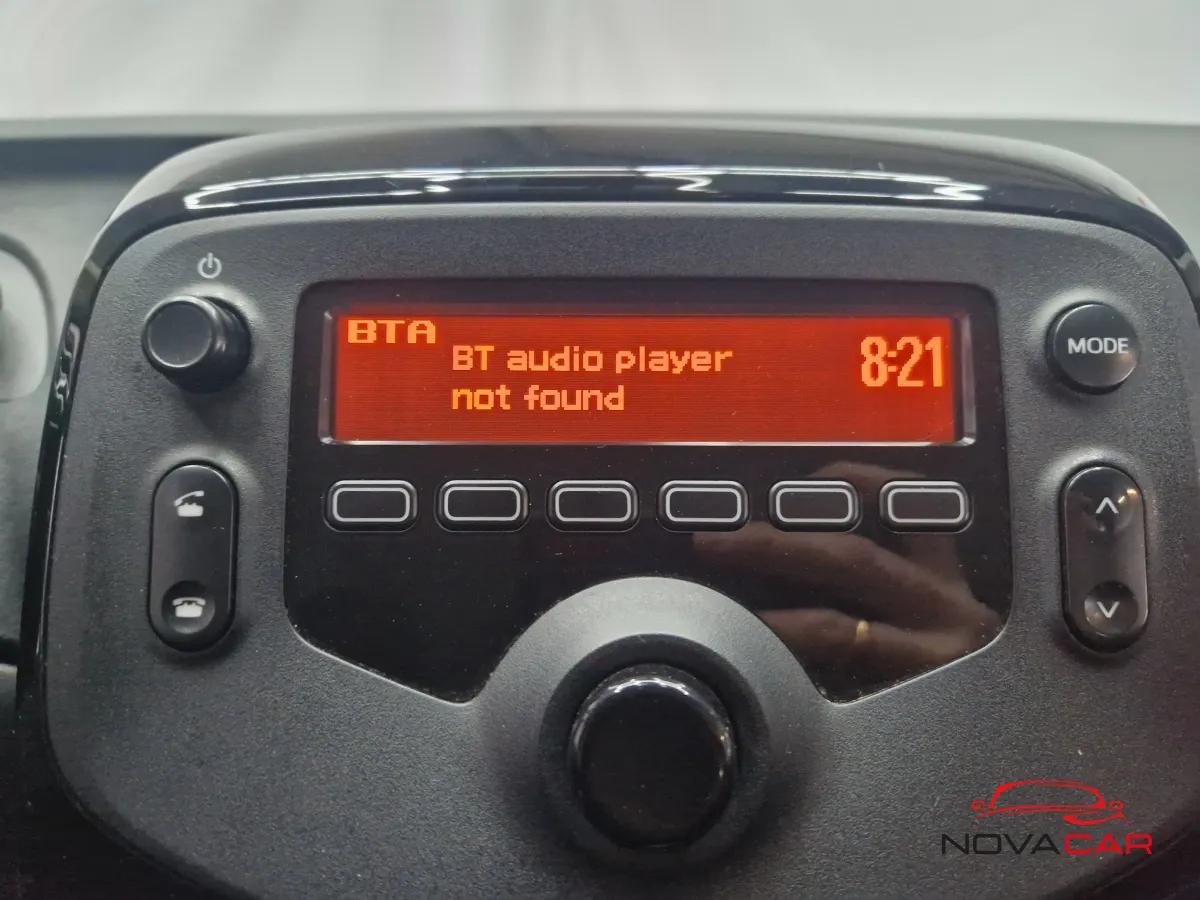 BTA
BT audio player
not found
8:21
MODE
NOVACAR